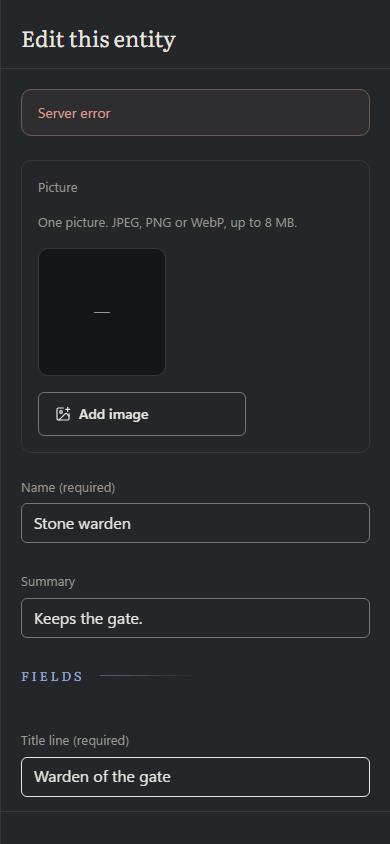 Edit this entity
Server error
Picture
One picture. JPEG, PNG or WebP, up to 8 MB.
—
Add image
Name (required)
Stone warden
Summary
Keeps the gate.
FIELDS
Title line (required)
Warden of the gate